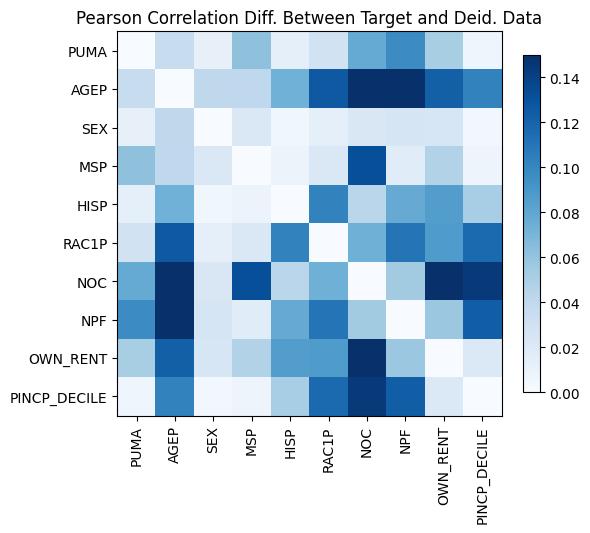 Pearson Correlation Diff. Between Target and Deid. Data
PUMA
AGEP
SEX
MSP
HISP
RAC1P
NOC
NPF
OWN_RENT
PINCP_DECILE
PUMA
AGEP
SEX
MSP
HISP
RAC1P
NOC
NPF
OWN_RENT
PINCP_DECILE
0.14
0.12
0.10
0.08
0.06
0.04
0.02
0.00